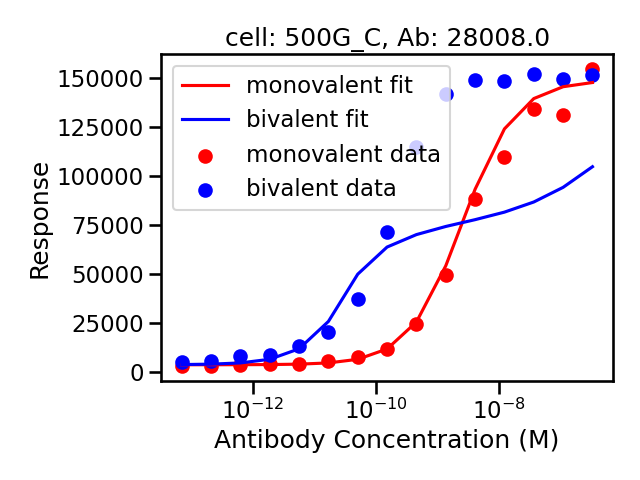 cell: 500G_C, Ab: 28008.0
150000
125000
100000
75000
50000
25000
0
Response
monovalent fit
bivalent fit
monovalent data
bivalent data
10⁻¹² 10⁻¹⁰ 10⁻⁸
Antibody Concentration (M)